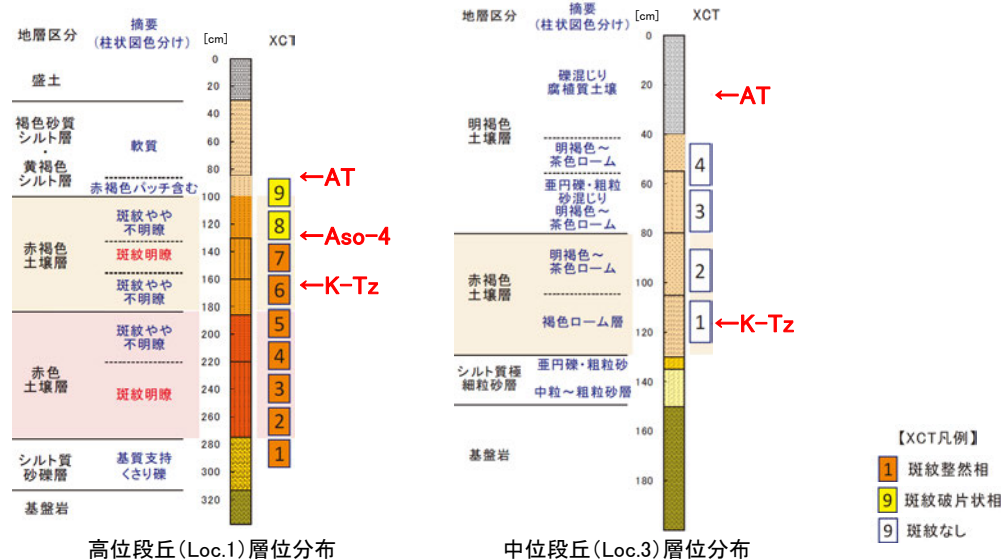 地層区分
摘要
(柱状図色分け)
[cm]
XCT
盛土
褐色砂質
シルト層
・
黄褐色
シルト層
軟質
赤褐色パッチ含む
赤褐色
土壌層
斑紋やや
不明瞭
斑紋明瞭
斑紋やや
不明瞭
赤色
土壌層
斑紋やや
不明瞭
斑紋明瞭
シルト質
砂礫層
基質支持
くさり礫
基盤岩
0
20
40
60
80
100
120
140
160
180
200
220
240
260
280
300
320
9
8
7
6
5
4
3
2
1
←AT
←Aso-4
←K-Tz
高位段丘(Loc.1)層位分布
地層区分
摘要
(柱状図色分け)
[cm]
XCT
明褐色
土壌層
礫混じり
腐植質土壌
明褐色~
茶色ローム
亜円礫・粗粒
砂混じり
明褐色~
茶色ローム
赤褐色
土壌層
明褐色~
茶色ローム
褐色ローム層
シルト質極
細粒砂層
亜円礫・粗粒砂
中粒~粗粒砂層
基盤岩
0
20
40
60
80
100
120
140
160
180
4
3
2
1
←AT
←K-Tz
中位段丘(Loc.3)層位分布
【XCT凡例】
1 斑紋整然相
9 斑紋破片状相
9 斑紋なし